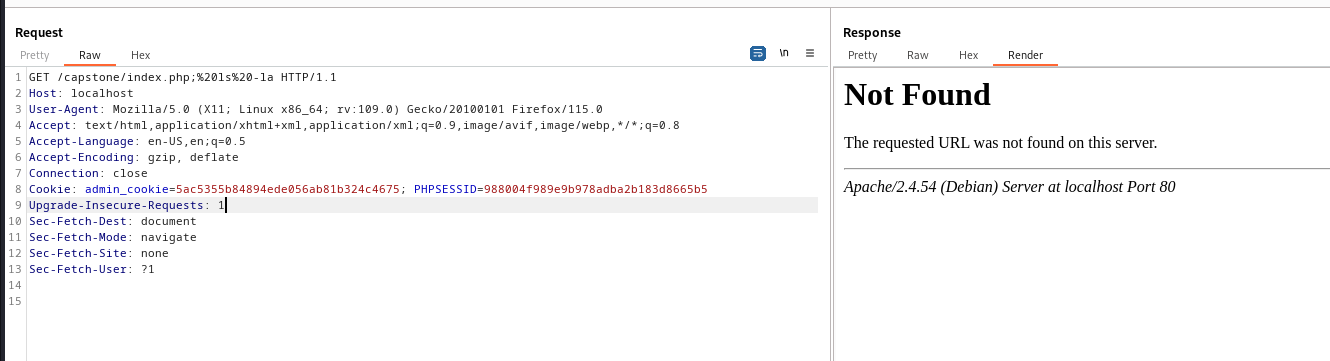 Request
Pretty Raw Hex \n
1 GET /capstone/index.php;%20ls%20-la HTTP/1.1
2 Host: localhost
3 User-Agent: Mozilla/5.0 (X11; Linux x86_64; rv:109.0) Gecko/20100101 Firefox/115.0
4 Accept: text/html,application/xhtml+xml,application/xml;q=0.9,image/avif,image/webp,*/*;q=0.8
5 Accept-Language: en-US,en;q=0.5
6 Accept-Encoding: gzip, deflate
7 Connection: close
8 Cookie: admin_cookie=5ac5355b84894ede056ab81b324c4675; PHPSESSID=988004f989e9b978adba2b183d8665b5
9 Upgrade-Insecure-Requests: 1
10 Sec-Fetch-Dest: document
11 Sec-Fetch-Mode: navigate
12 Sec-Fetch-Site: none
13 Sec-Fetch-User: ?1
14
15
Response
Pretty Raw Hex Render
Not Found
The requested URL was not found on this server.
Apache/2.4.54 (Debian) Server at localhost Port 80